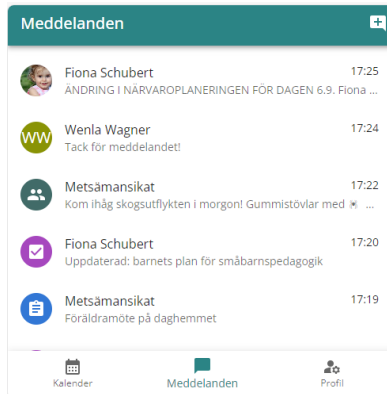 Meddelanden
Fiona Schubert 17:25
ÄNDRING I NÄRVAROPLANERINGEN FÖR DAGEN 6.9. Fiona ...
WW Wenla Wagner 17:24
Tack för meddelandet!
Metsämansikat 17:22
Kom ihåg skogsutflykten i morgon! Gummistövlar med ...
Fiona Schubert 17:20
Uppdaterad: barnets plan för småbarnspedagogik
Metsämansikat 17:19
Föräldramöte på daghemmet
Kalender Meddelanden Profil